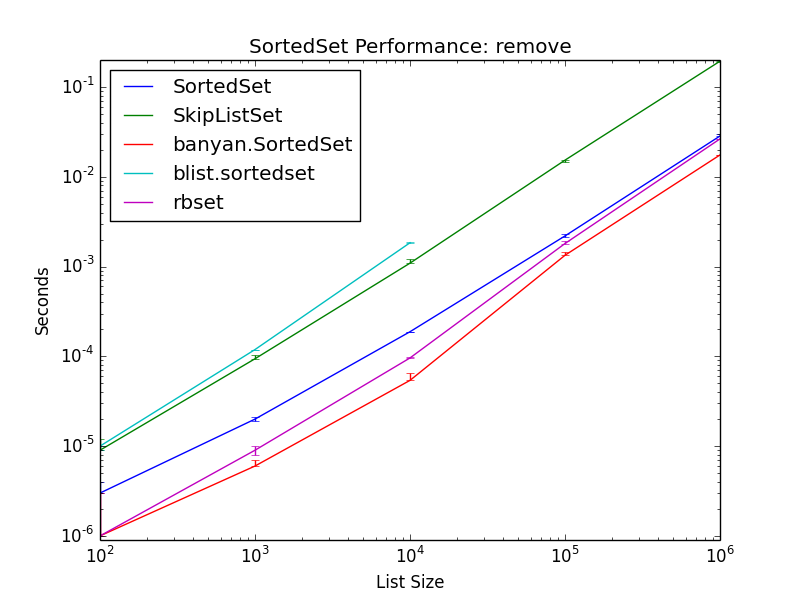 SortedSet Performance: remove
SortedSet
SkipListSet
banyan.SortedSet
blist.sortedset
rbset
Seconds
10^-1
10^-2
10^-3
10^-4
10^-5
10^-6
10^2 10^3 10^4 10^5 10^6
List Size